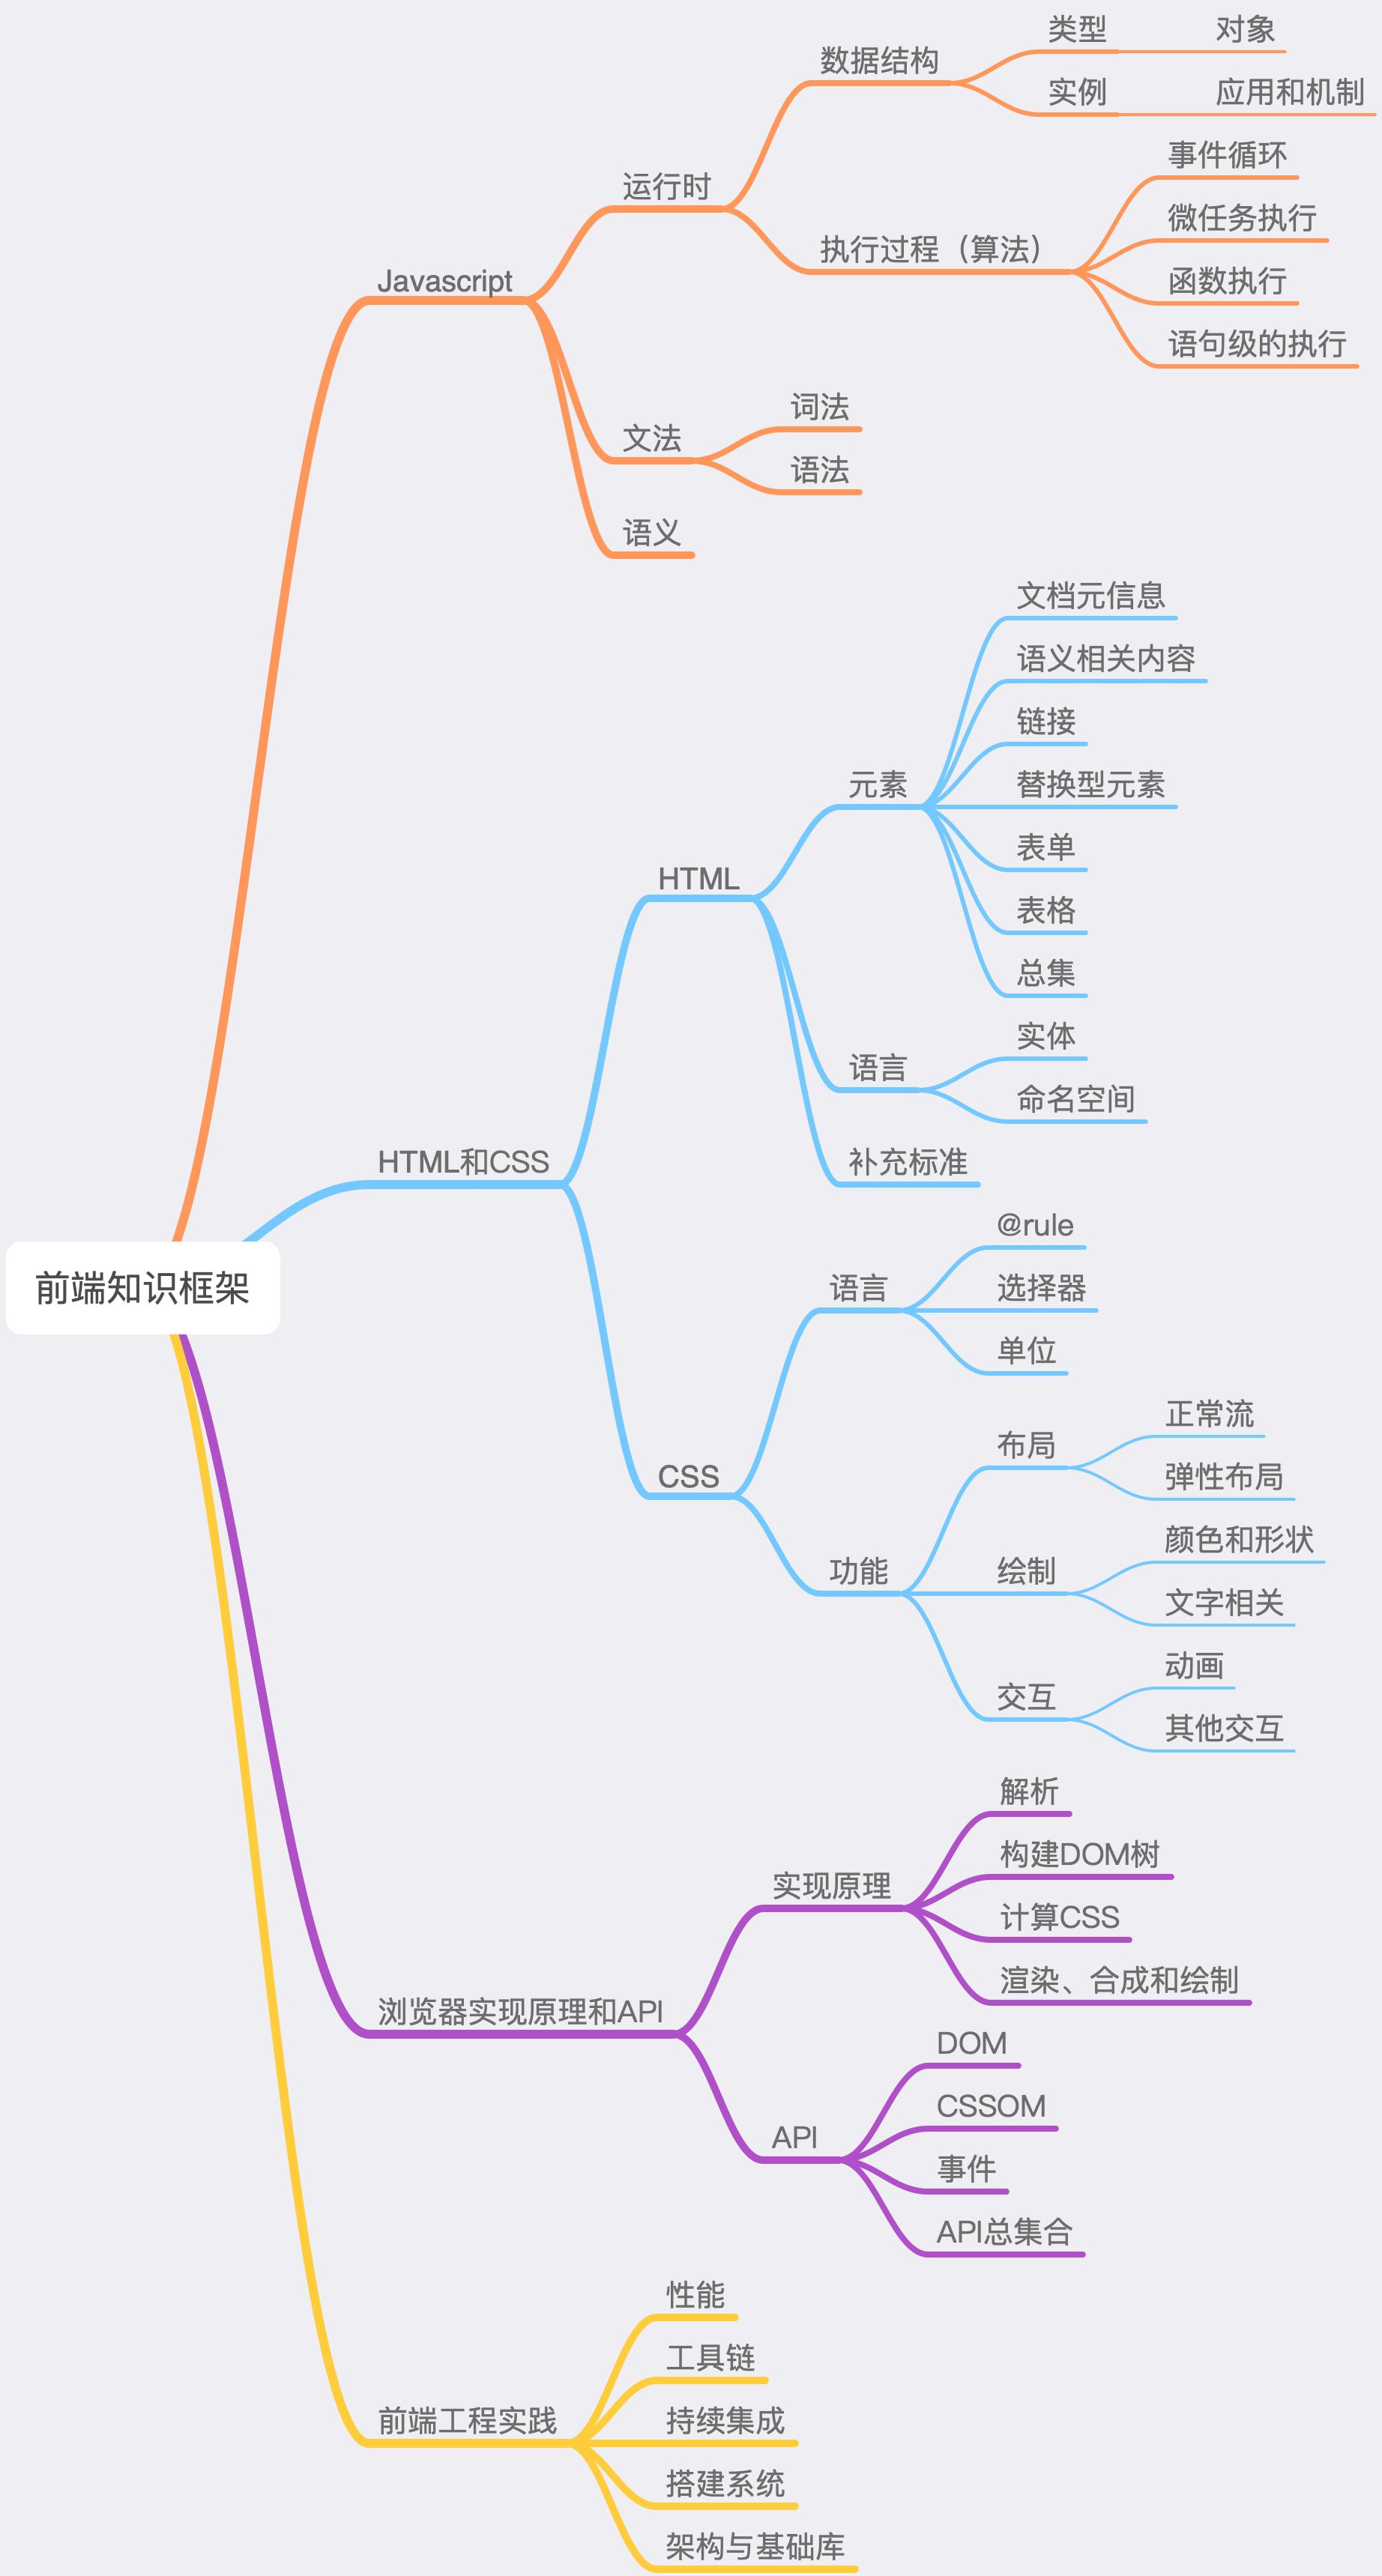 类型
对象
数据结构
实例
应用和机制
事件循环
运行时
微任务执行
执行过程（算法）
函数执行
Javascript
语句级的执行
词法
文法
语法
语义
文档元信息
语义相关内容
链接
元素
替换型元素
表单
HTML
表格
总集
实体
语言
命名空间
HTML和CSS
补充标准
@rule
前端知识框架
语言
选择器
单位
正常流
布局
CSS
弹性布局
颜色和形状
功能
绘制
文字相关
动画
交互
其他交互
解析
构建DOM树
实现原理
计算CSS
渲染、合成和绘制
浏览器实现原理和API
DOM
CSSOM
API
事件
API总集合
性能
工具链
前端工程实践
持续集成
搭建系统
架构与基础库